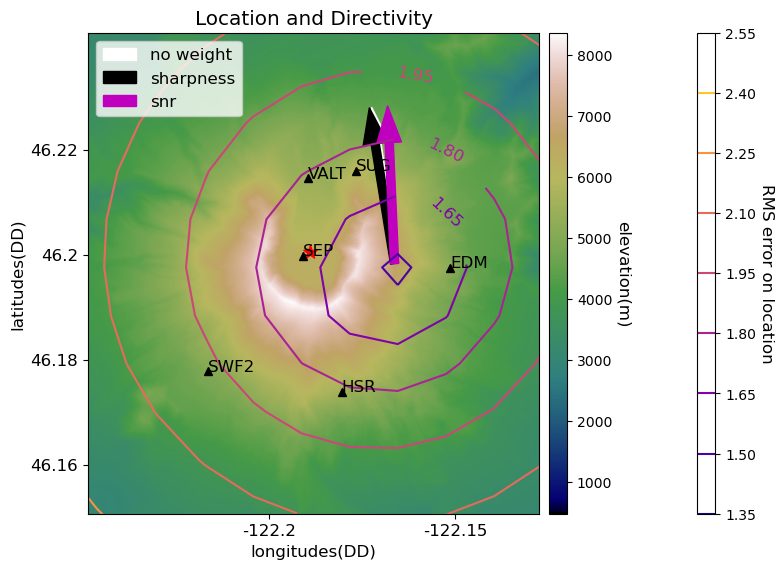 Location and Directivity
no weight
sharpness
snr
1.95
1.80
1.65
VALT
SUG
SEP
EDM
SWF2
HSR
46.22
46.2
46.18
46.16
latitudes(DD)
-122.2
-122.15
longitudes(DD)
8000
7000
6000
5000
4000
3000
2000
1000
elevation(m)
2.55
2.40
2.25
2.10
1.95
1.80
1.65
1.50
1.35
RMS error on location